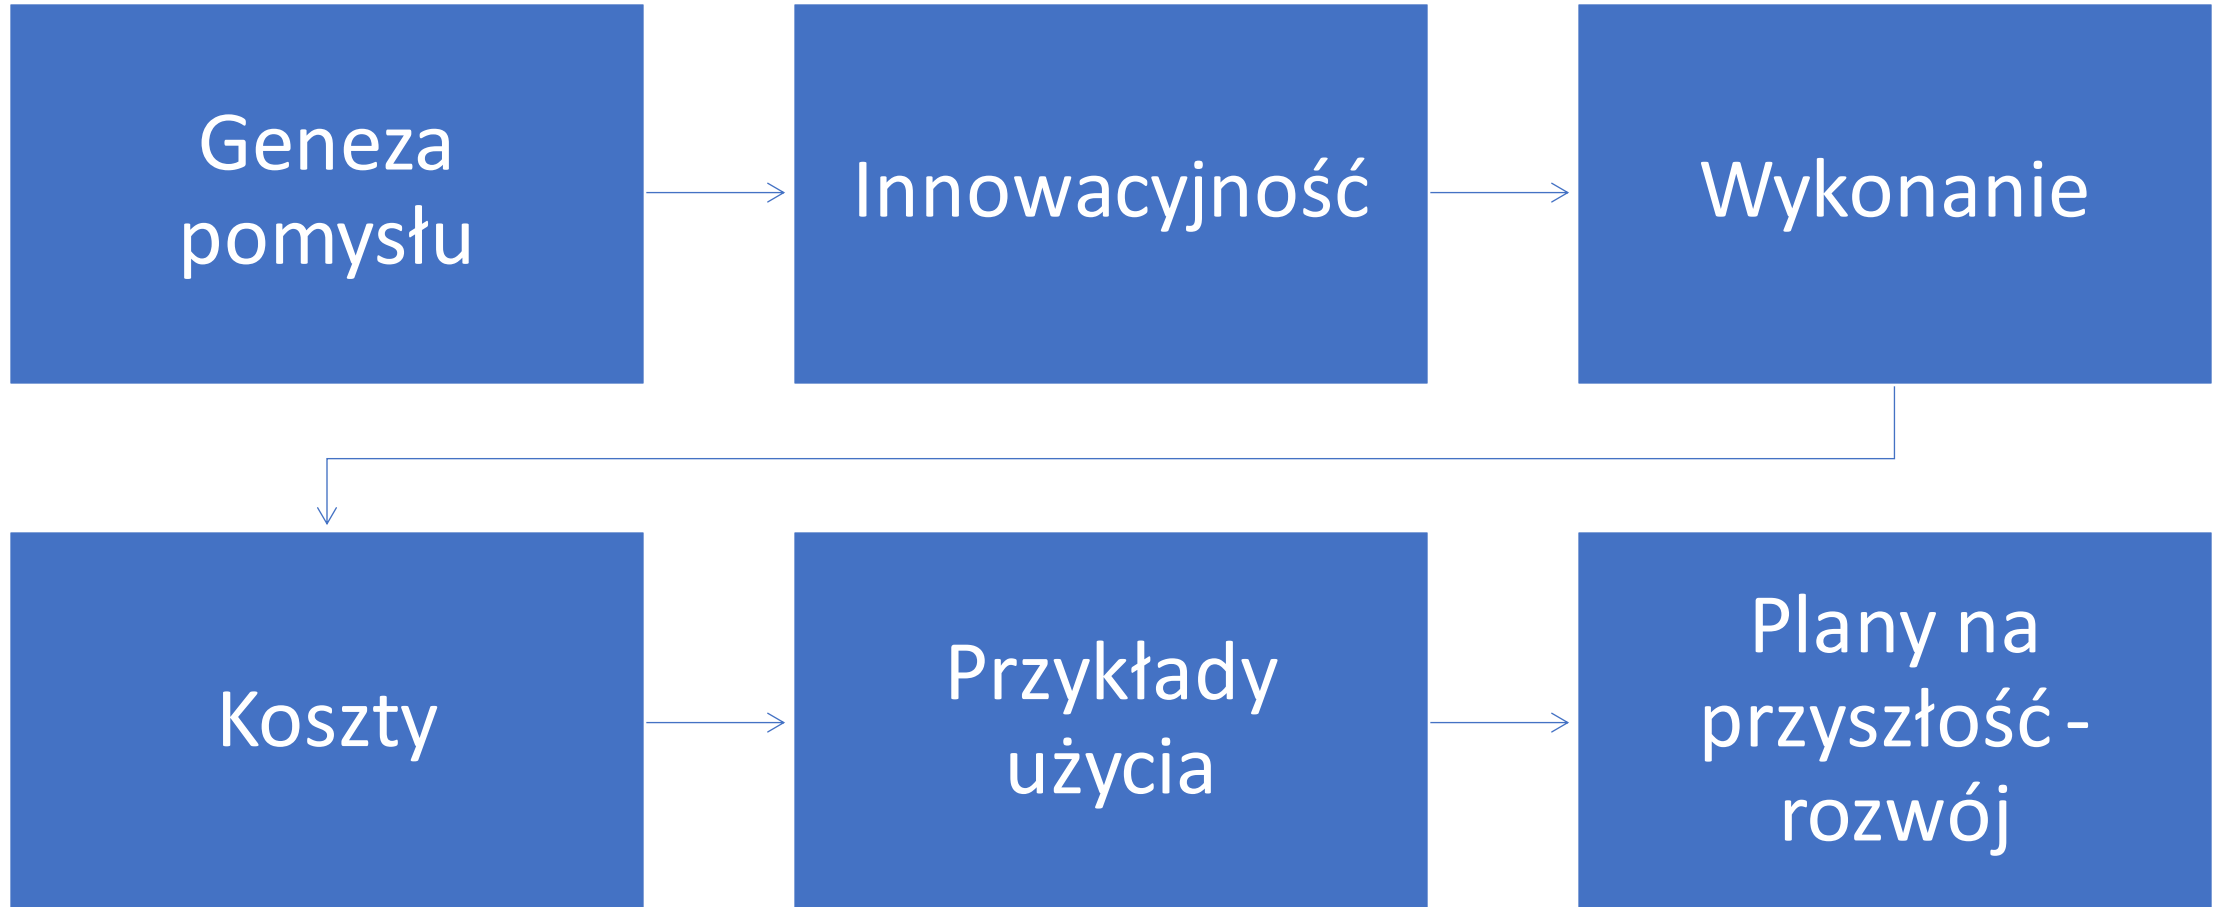 Geneza
pomysłu
Innowacyjność
Wykonanie
Koszty
Przykłady
użycia
Plany na
przyszłość -
rozwój